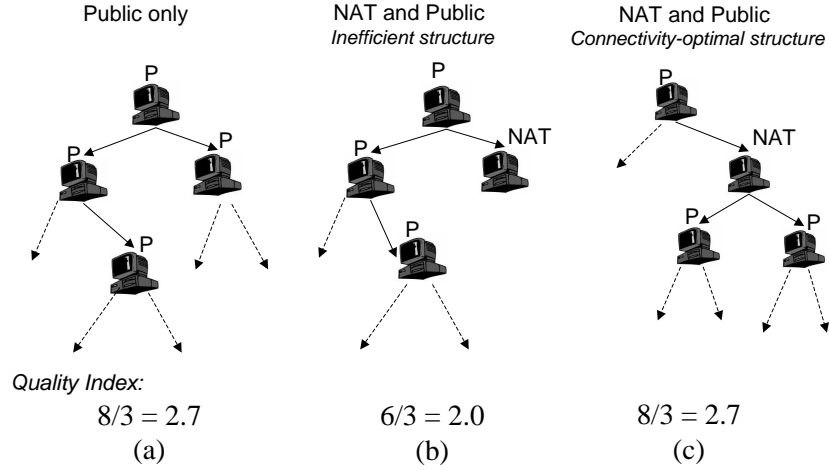 Public only
NAT and Public
Inefficient structure
NAT and Public
Connectivity-optimal structure
P
P
P
P
P
P
NAT
P
P
NAT
P
P
Quality Index:
8/3 = 2.7
6/3 = 2.0
8/3 = 2.7
(a)
(b)
(c)